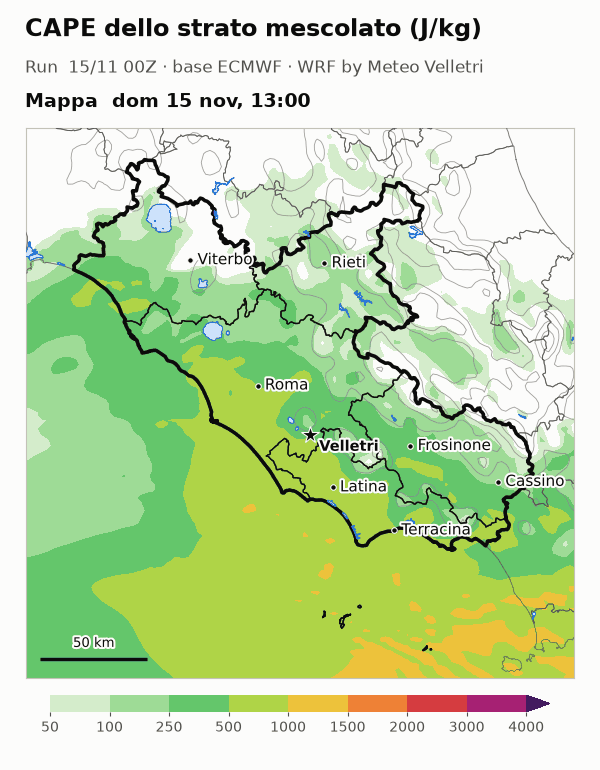 CAPE dello strato mescolato (J/kg)
Run  15/11 00Z · base ECMWF · WRF by Meteo Velletri
Mappa  dom 15 nov, 13:00
Viterbo
Rieti
Roma
Velletri
Frosinone
Cassino
Latina
Terracina
50 km
50 100 250 500 1000 1500 2000 3000 4000